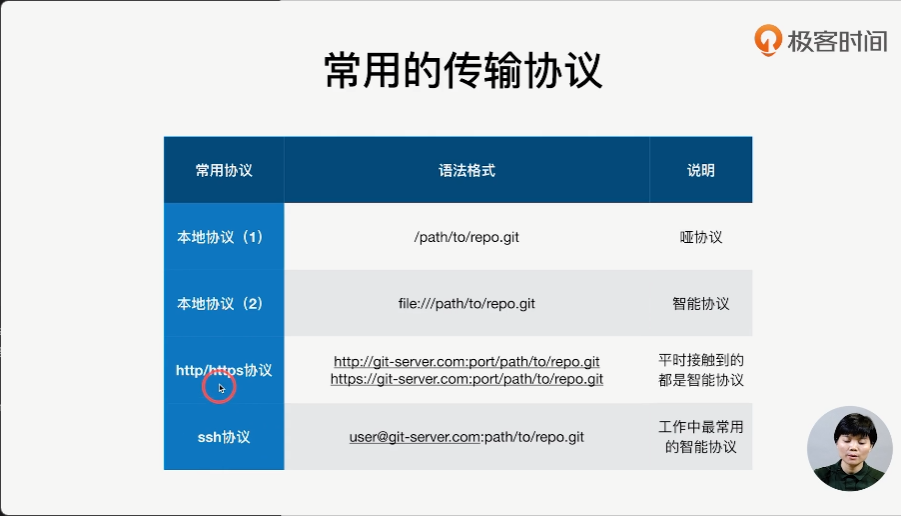 极客时间
常用的传输协议
常用协议
语法格式
说明
本地协议（1）
/path/to/repo.git
哑协议
本地协议（2）
file:///path/to/repo.git
智能协议
http/https协议
http://git-server.com:port/path/to/repo.git
https://git-server.com:port/path/to/repo.git
平时接触到的
都是智能协议
ssh协议
user@git-server.com:path/to/repo.git
工作中最常用
的智能协议